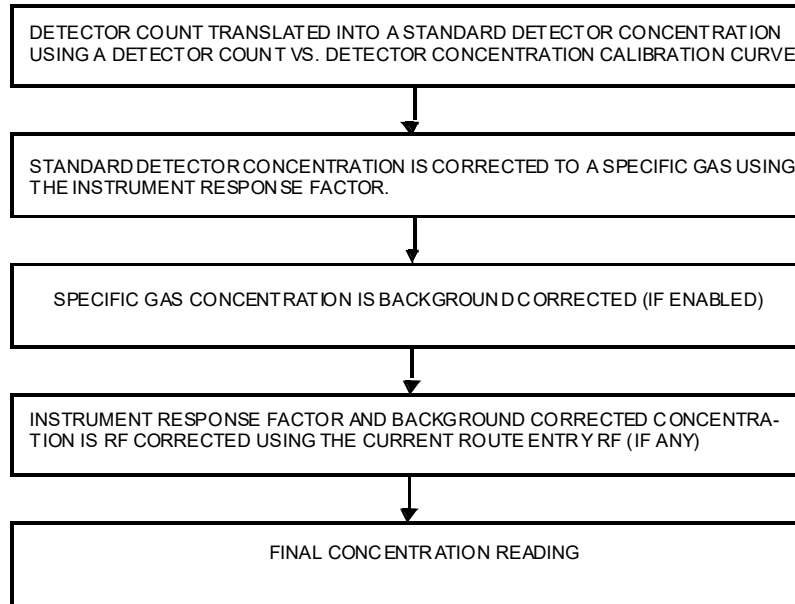 DETECTOR COUNT TRANSLATED INTO A STANDARD DETECTOR CONCENTRATION
USING A DETECTOR COUNT VS. DETECTOR CONCENTRATION CALIBRATION CURVE
STANDARD DETECTOR CONCENTRATION IS CORRECTED TO A SPECIFIC GAS USING
THE INSTRUMENT RESPONSE FACTOR.
SPECIFIC GAS CONCENTRATION IS BACKGROUND CORRECTED (IF ENABLED)
INSTRUMENT RESPONSE FACTOR AND BACKGROUND CORRECTED CONCENTRA-
TION IS RF CORRECTED USING THE CURRENT ROUTE ENTRY RF (IF ANY)
FINAL CONCENTRATION READING